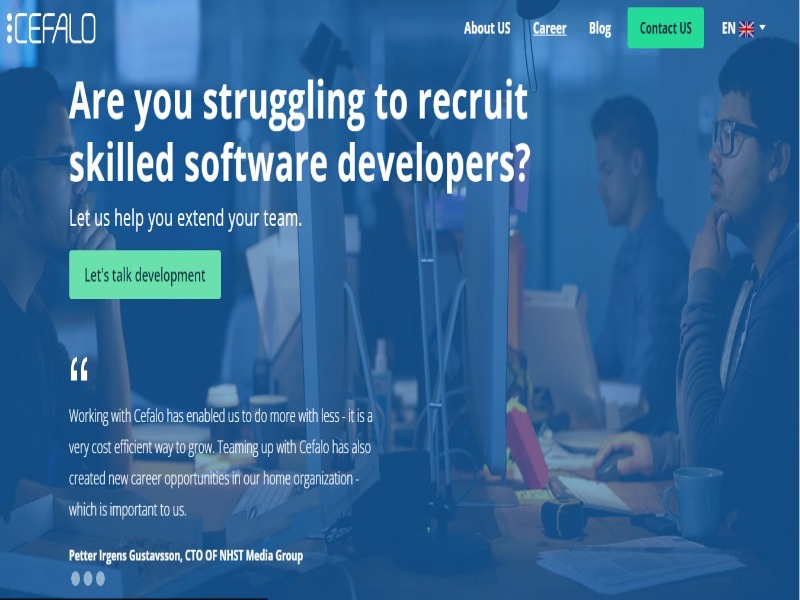 CEFALO
About US
Career
Blog
Contact US
EN
Are you struggling to recruit
skilled software developers?
Let us help you extend your team.
Let's talk development
“
Working with Cefalo has enabled us to do more with less - it is a
very cost efficient way to grow. Teaming up with Cefalo has also
created new career opportunities in our home organization -
which is important to us.
Petter Irgens Gustavsson, CTO OF NHST Media Group